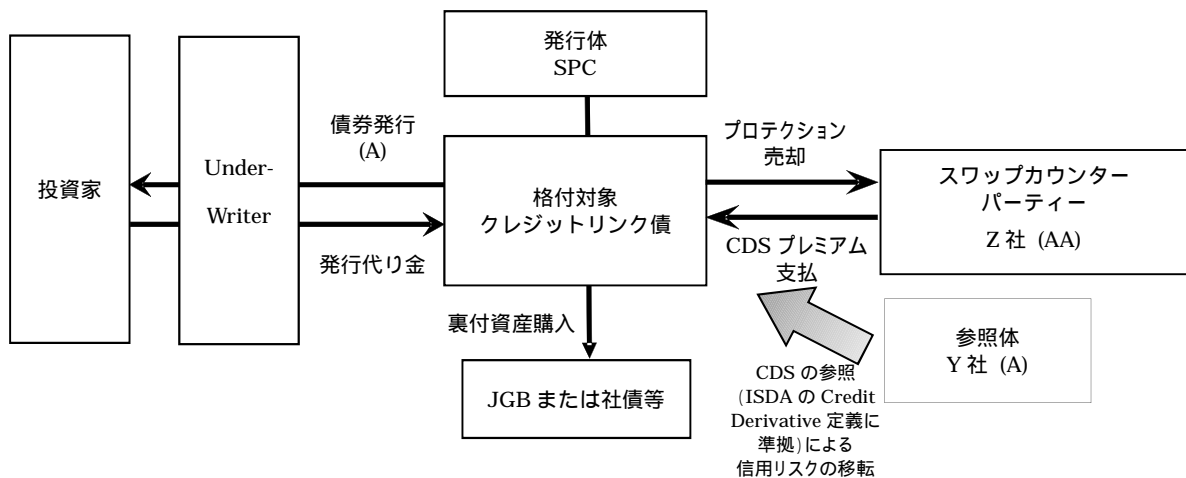 投資家
Under-
Writer
債券発行
(A)
発行代り金
発行体
SPC
格付対象
クレジットリンク債
裏付資産購入
JGB または社債等
プロテクション
売却
CDS プレミアム
支払
スワップカウンター
パーティー
Z 社 (AA)
参照体
Y 社 (A)
CDS の参照
(ISDA の Credit
Derivative 定義に
準拠)による
信用リスクの移転